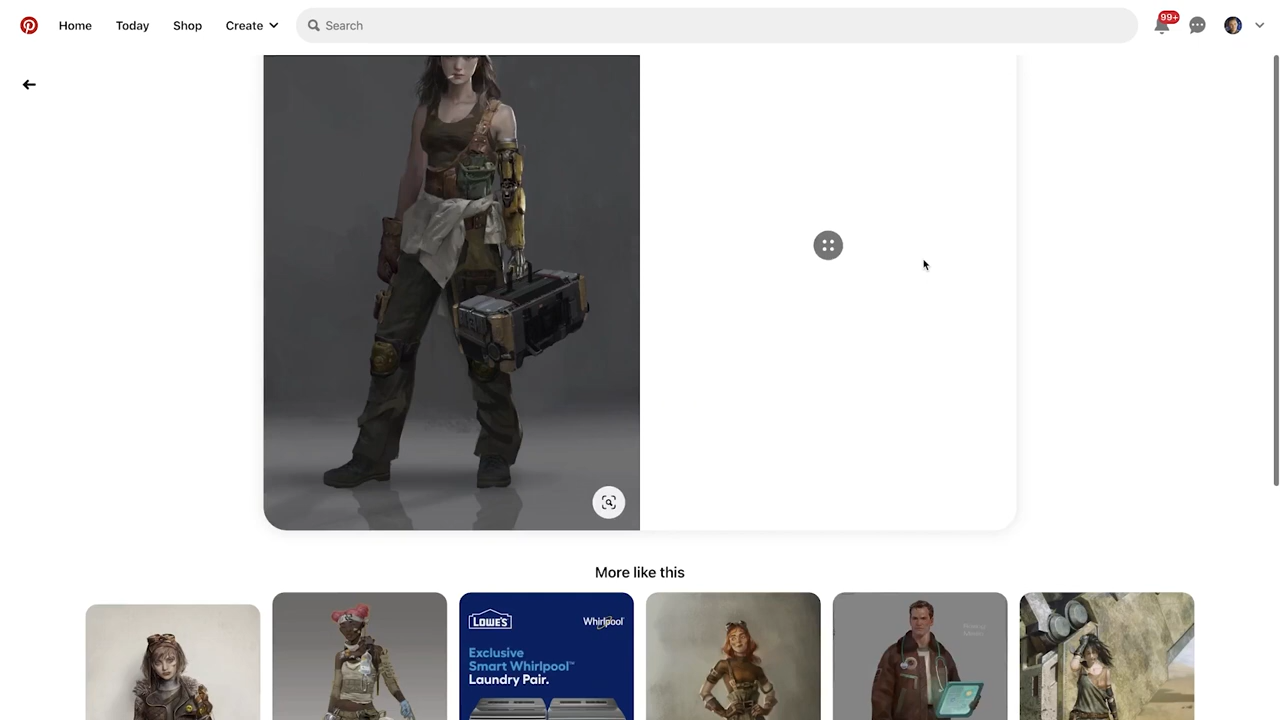 Home
Today
Shop
Create
Search
99+
More like this
LOWE'S
Whirlpool
Exclusive
Smart Whirlpool™
Laundry Pair.